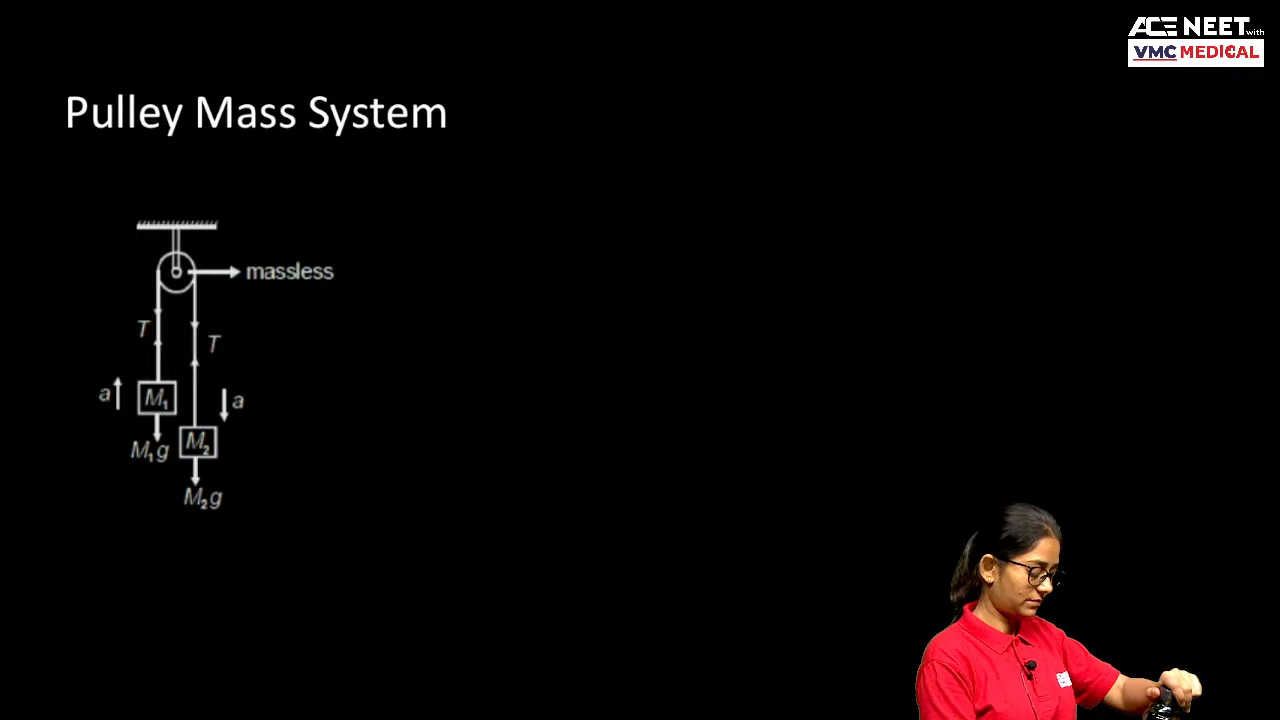 ACE NEET with
VMC MEDICAL
Pulley Mass System
massless
T
T
a
M₁
a
M₁g
M₂
M₂g